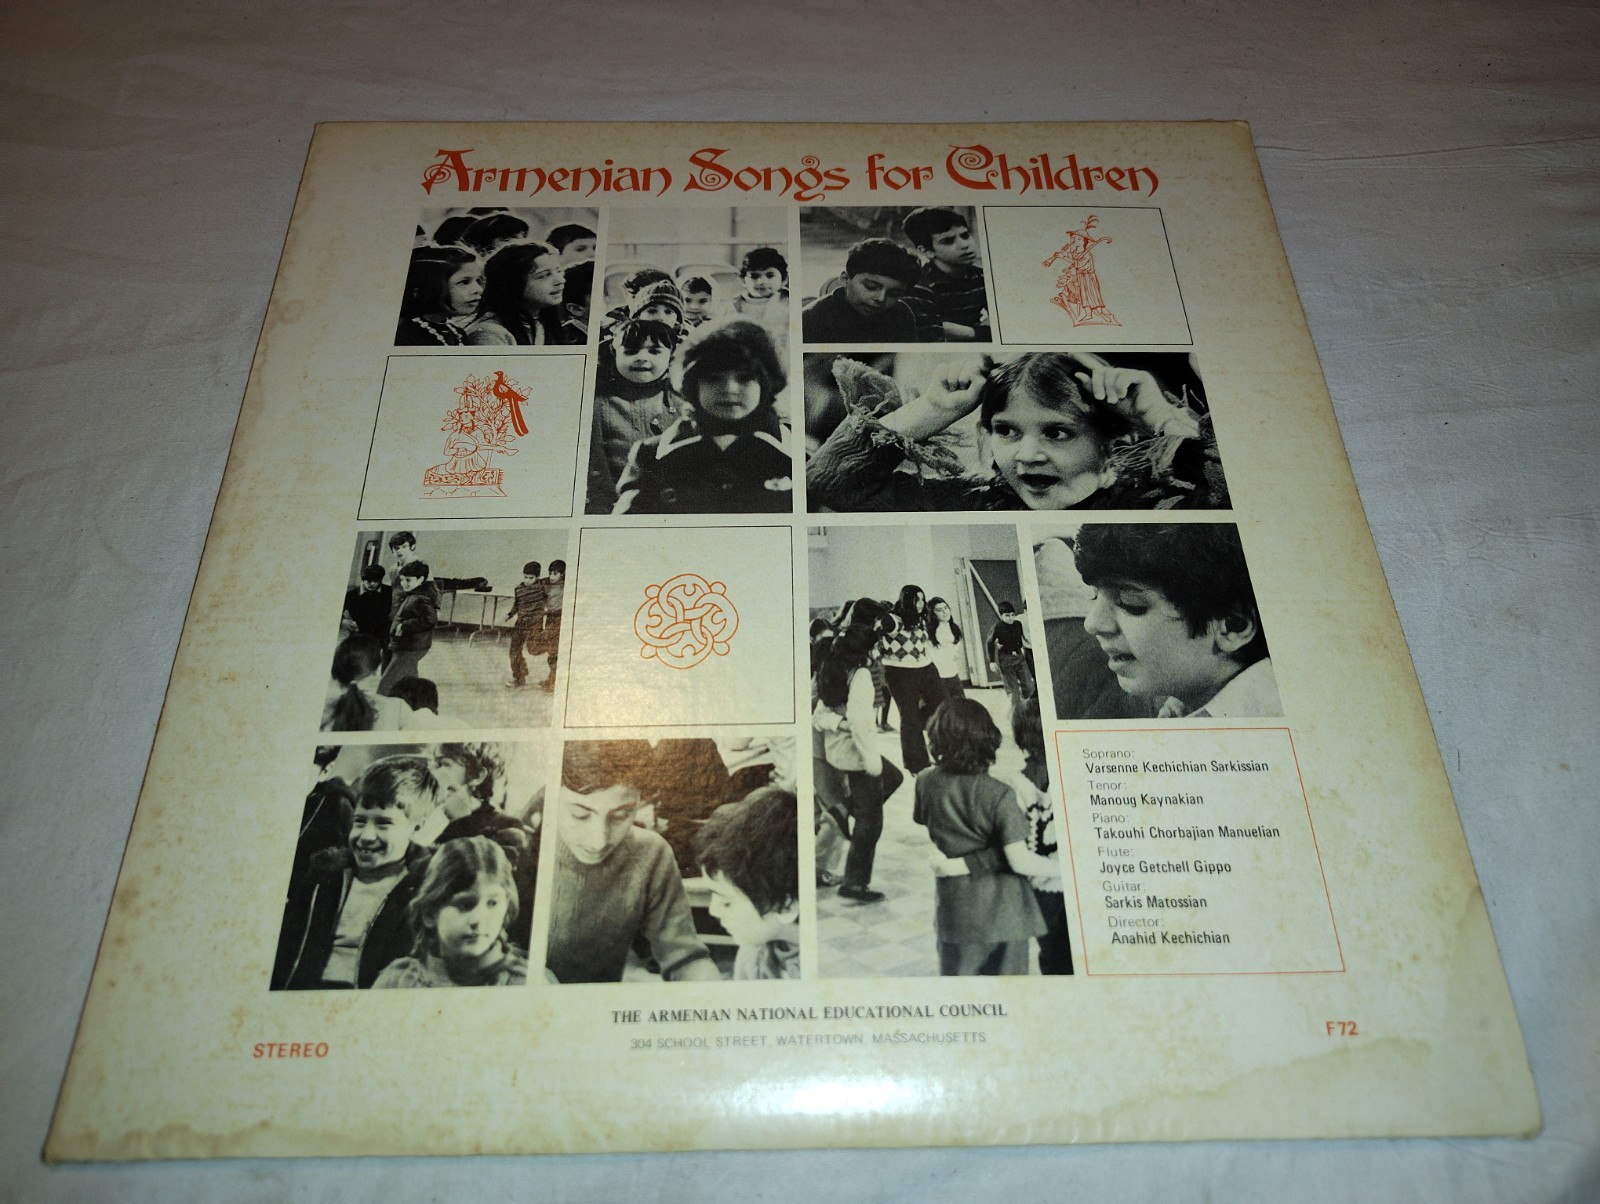 Armenian Songs for Children
Soprano:
Varsenne Kechichian Sarkissian
Tenor:
Manoug Kaynakian
Piano:
Takouhi Chorbajian Manuelian
Flute:
Joyce Getchell Gippo
Guitar:
Sarkis Matossian
Director:
Anahid Kechichian
THE ARMENIAN NATIONAL EDUCATIONAL COUNCIL
304 SCHOOL STREET, WATERTOWN, MASSACHUSETTS
STEREO
F72